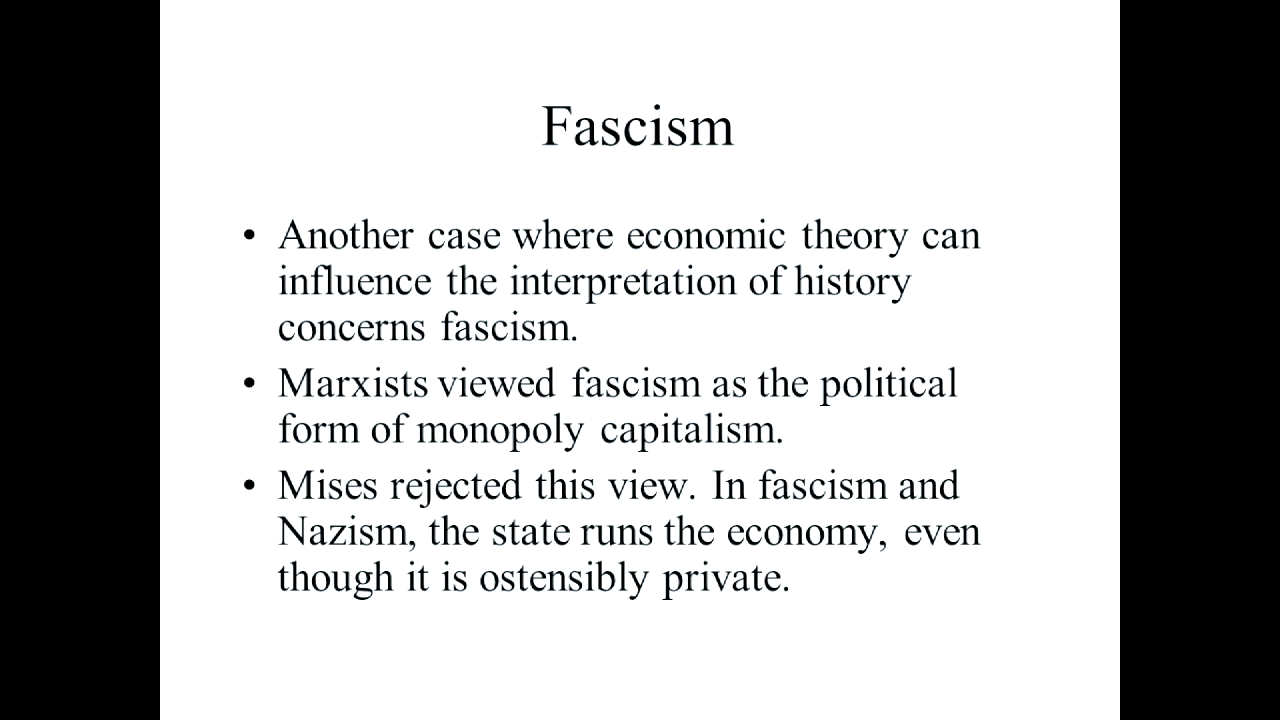 Fascism
• Another case where economic theory can
influence the interpretation of history
concerns fascism.
• Marxists viewed fascism as the political
form of monopoly capitalism.
• Mises rejected this view. In fascism and
Nazism, the state runs the economy, even
though it is ostensibly private.